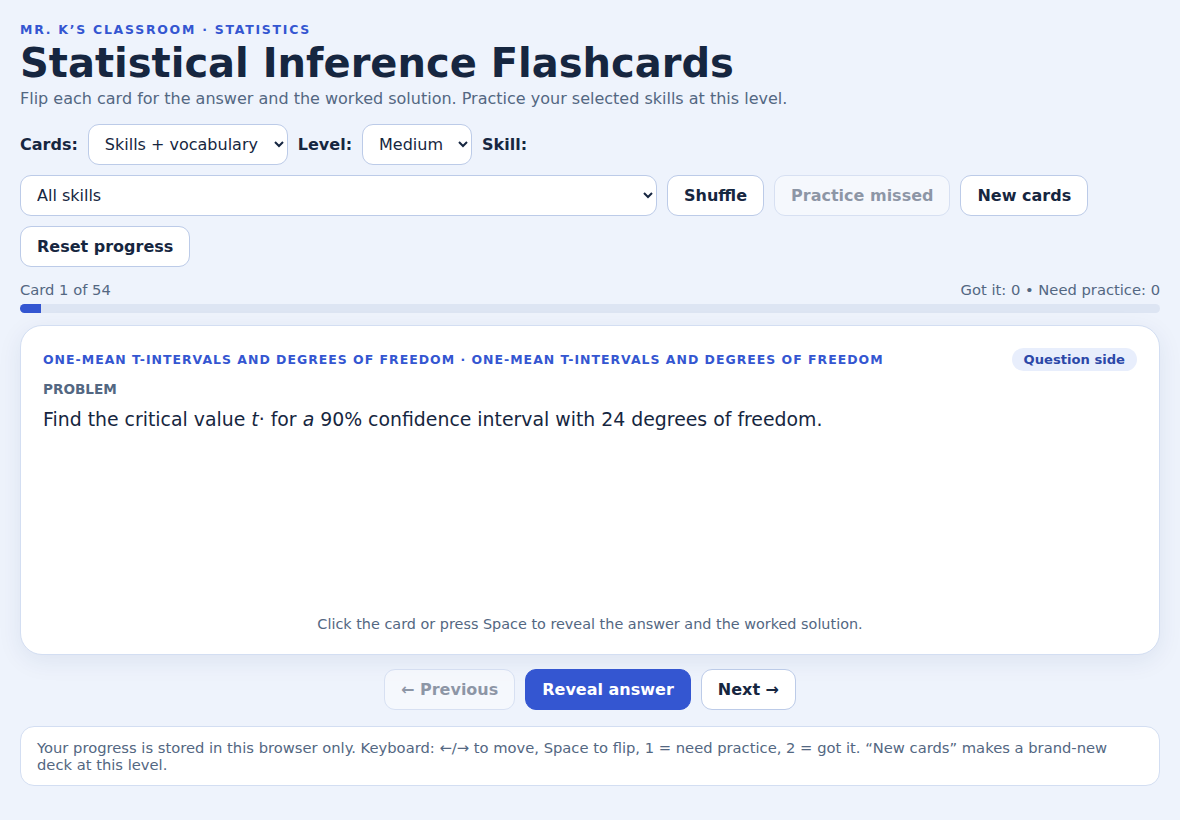 MR. K’S CLASSROOM · STATISTICS
Statistical Inference Flashcards
Flip each card for the answer and the worked solution. Practice your selected skills at this level.
Cards: Skills + vocabulary Level: Medium Skill:
All skills Shuffle Practice missed New cards
Reset progress
Card 1 of 54 Got it: 0 • Need practice: 0
ONE-MEAN T-INTERVALS AND DEGREES OF FREEDOM · ONE-MEAN T-INTERVALS AND DEGREES OF FREEDOM Question side
PROBLEM
Find the critical value t· for a 90% confidence interval with 24 degrees of freedom.
Click the card or press Space to reveal the answer and the worked solution.
← Previous Reveal answer Next →
Your progress is stored in this browser only. Keyboard: ←/→ to move, Space to flip, 1 = need practice, 2 = got it. “New cards” makes a brand-new
deck at this level.